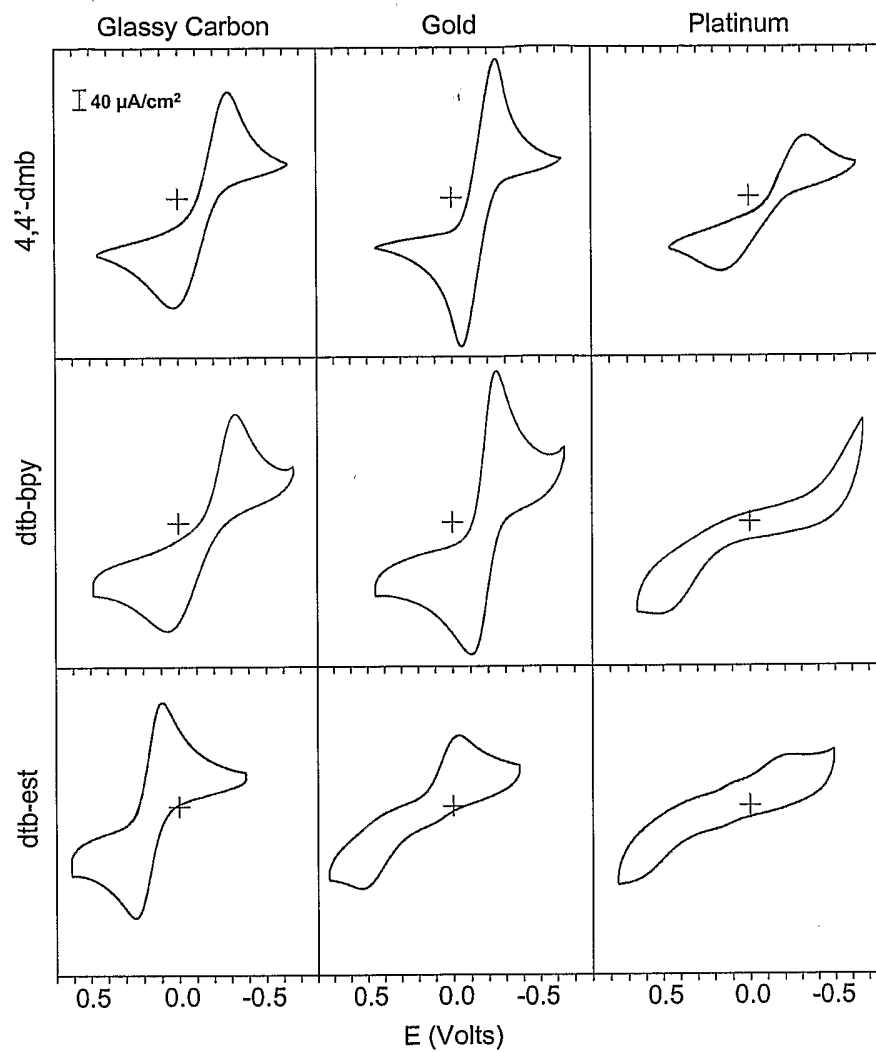 Glassy Carbon Gold Platinum
40 μA/cm²
4,4'-dmb
dtb-bpy
dtb-est
0.5 0.0 -0.5 0.5 0.0 -0.5 0.5 0.0 -0.5
E (Volts)